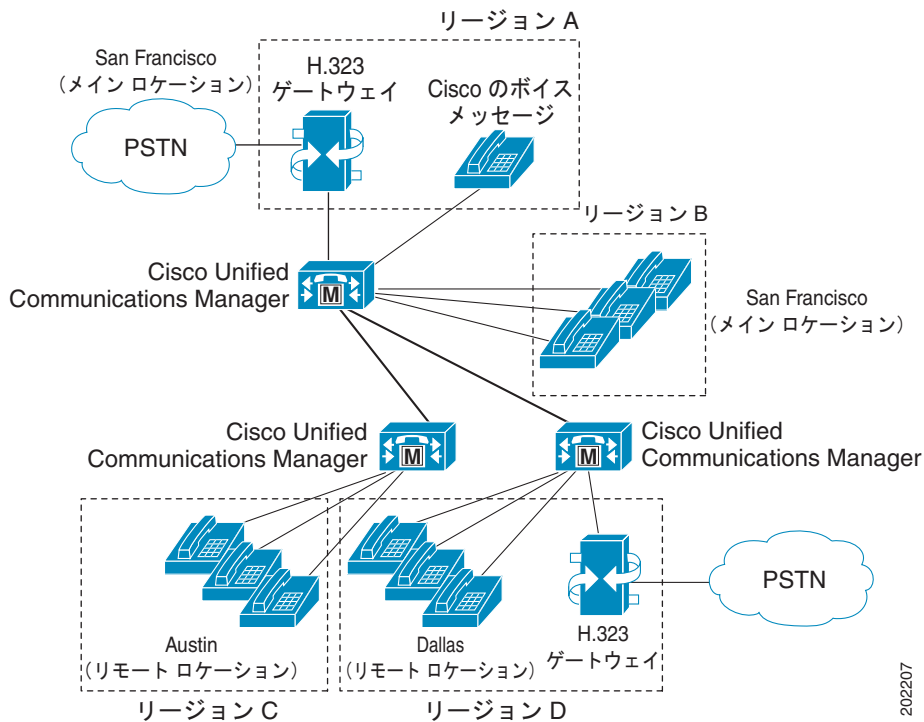 リージョン A
San Francisco
(メイン ロケーション)
H.323
ゲートウェイ
Cisco のボイス
メッセージ
PSTN
リージョン B
Cisco Unified
Communications Manager
M
San Francisco
(メイン ロケーション)
Cisco Unified
Communications Manager
M
M
Cisco Unified
Communications Manager
Austin
(リモート ロケーション)
Dallas
(リモート ロケーション)
H.323
ゲートウェイ
PSTN
リージョン C
リージョン D
202207